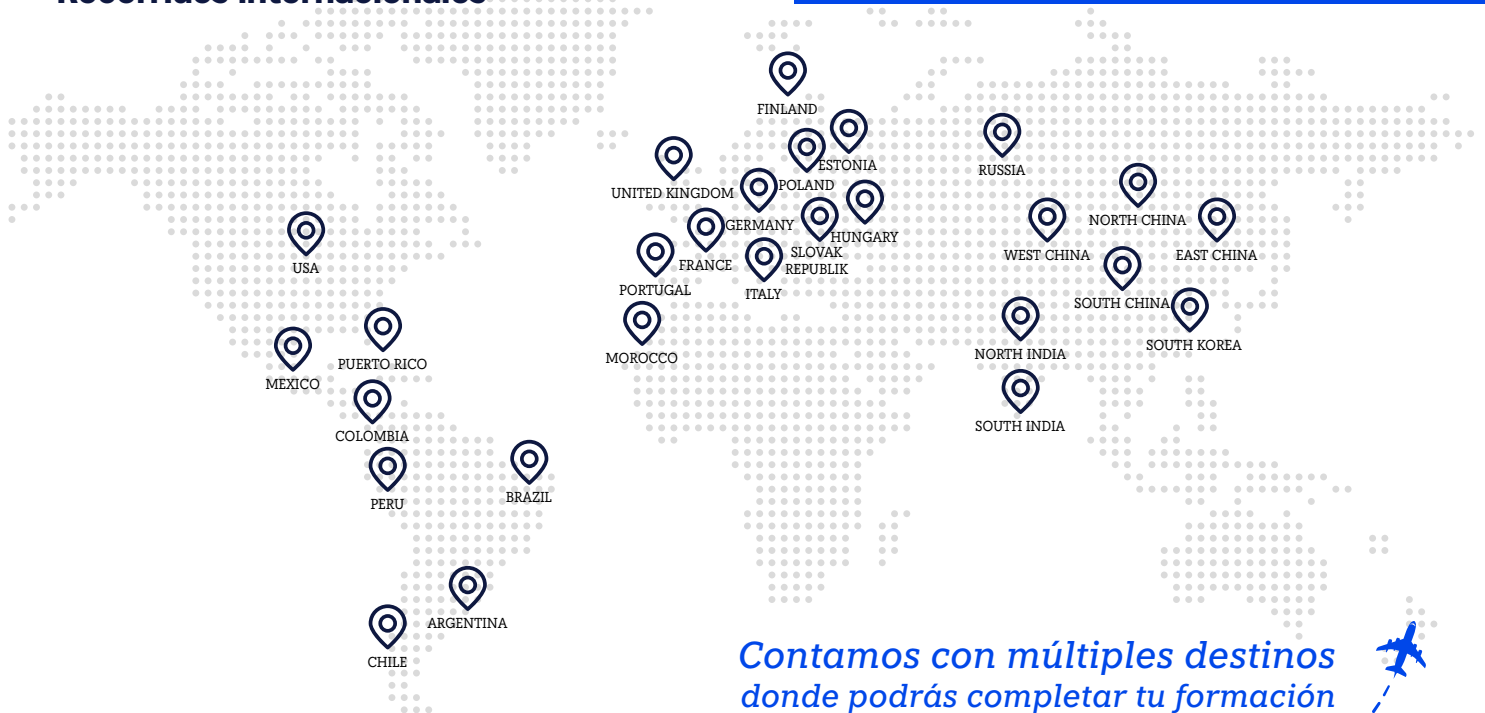 Recorridos Internacionales
FINLAND
ESTONIA
RUSSIA
POLAND
UNITED KINGDOM
NORTH CHINA
GERMANY
HUNGARY
USA
FRANCE
SLOVAK
REPUBLIK
WEST CHINA
EAST CHINA
PORTUGAL
ITALY
SOUTH CHINA
MOROCCO
SOUTH KOREA
NORTH INDIA
PUERTO RICO
MEXICO
SOUTH INDIA
COLOMBIA
BRAZIL
PERU
ARGENTINA
CHILE
Contamos con múltiples destinos
donde podrás completar tu formación